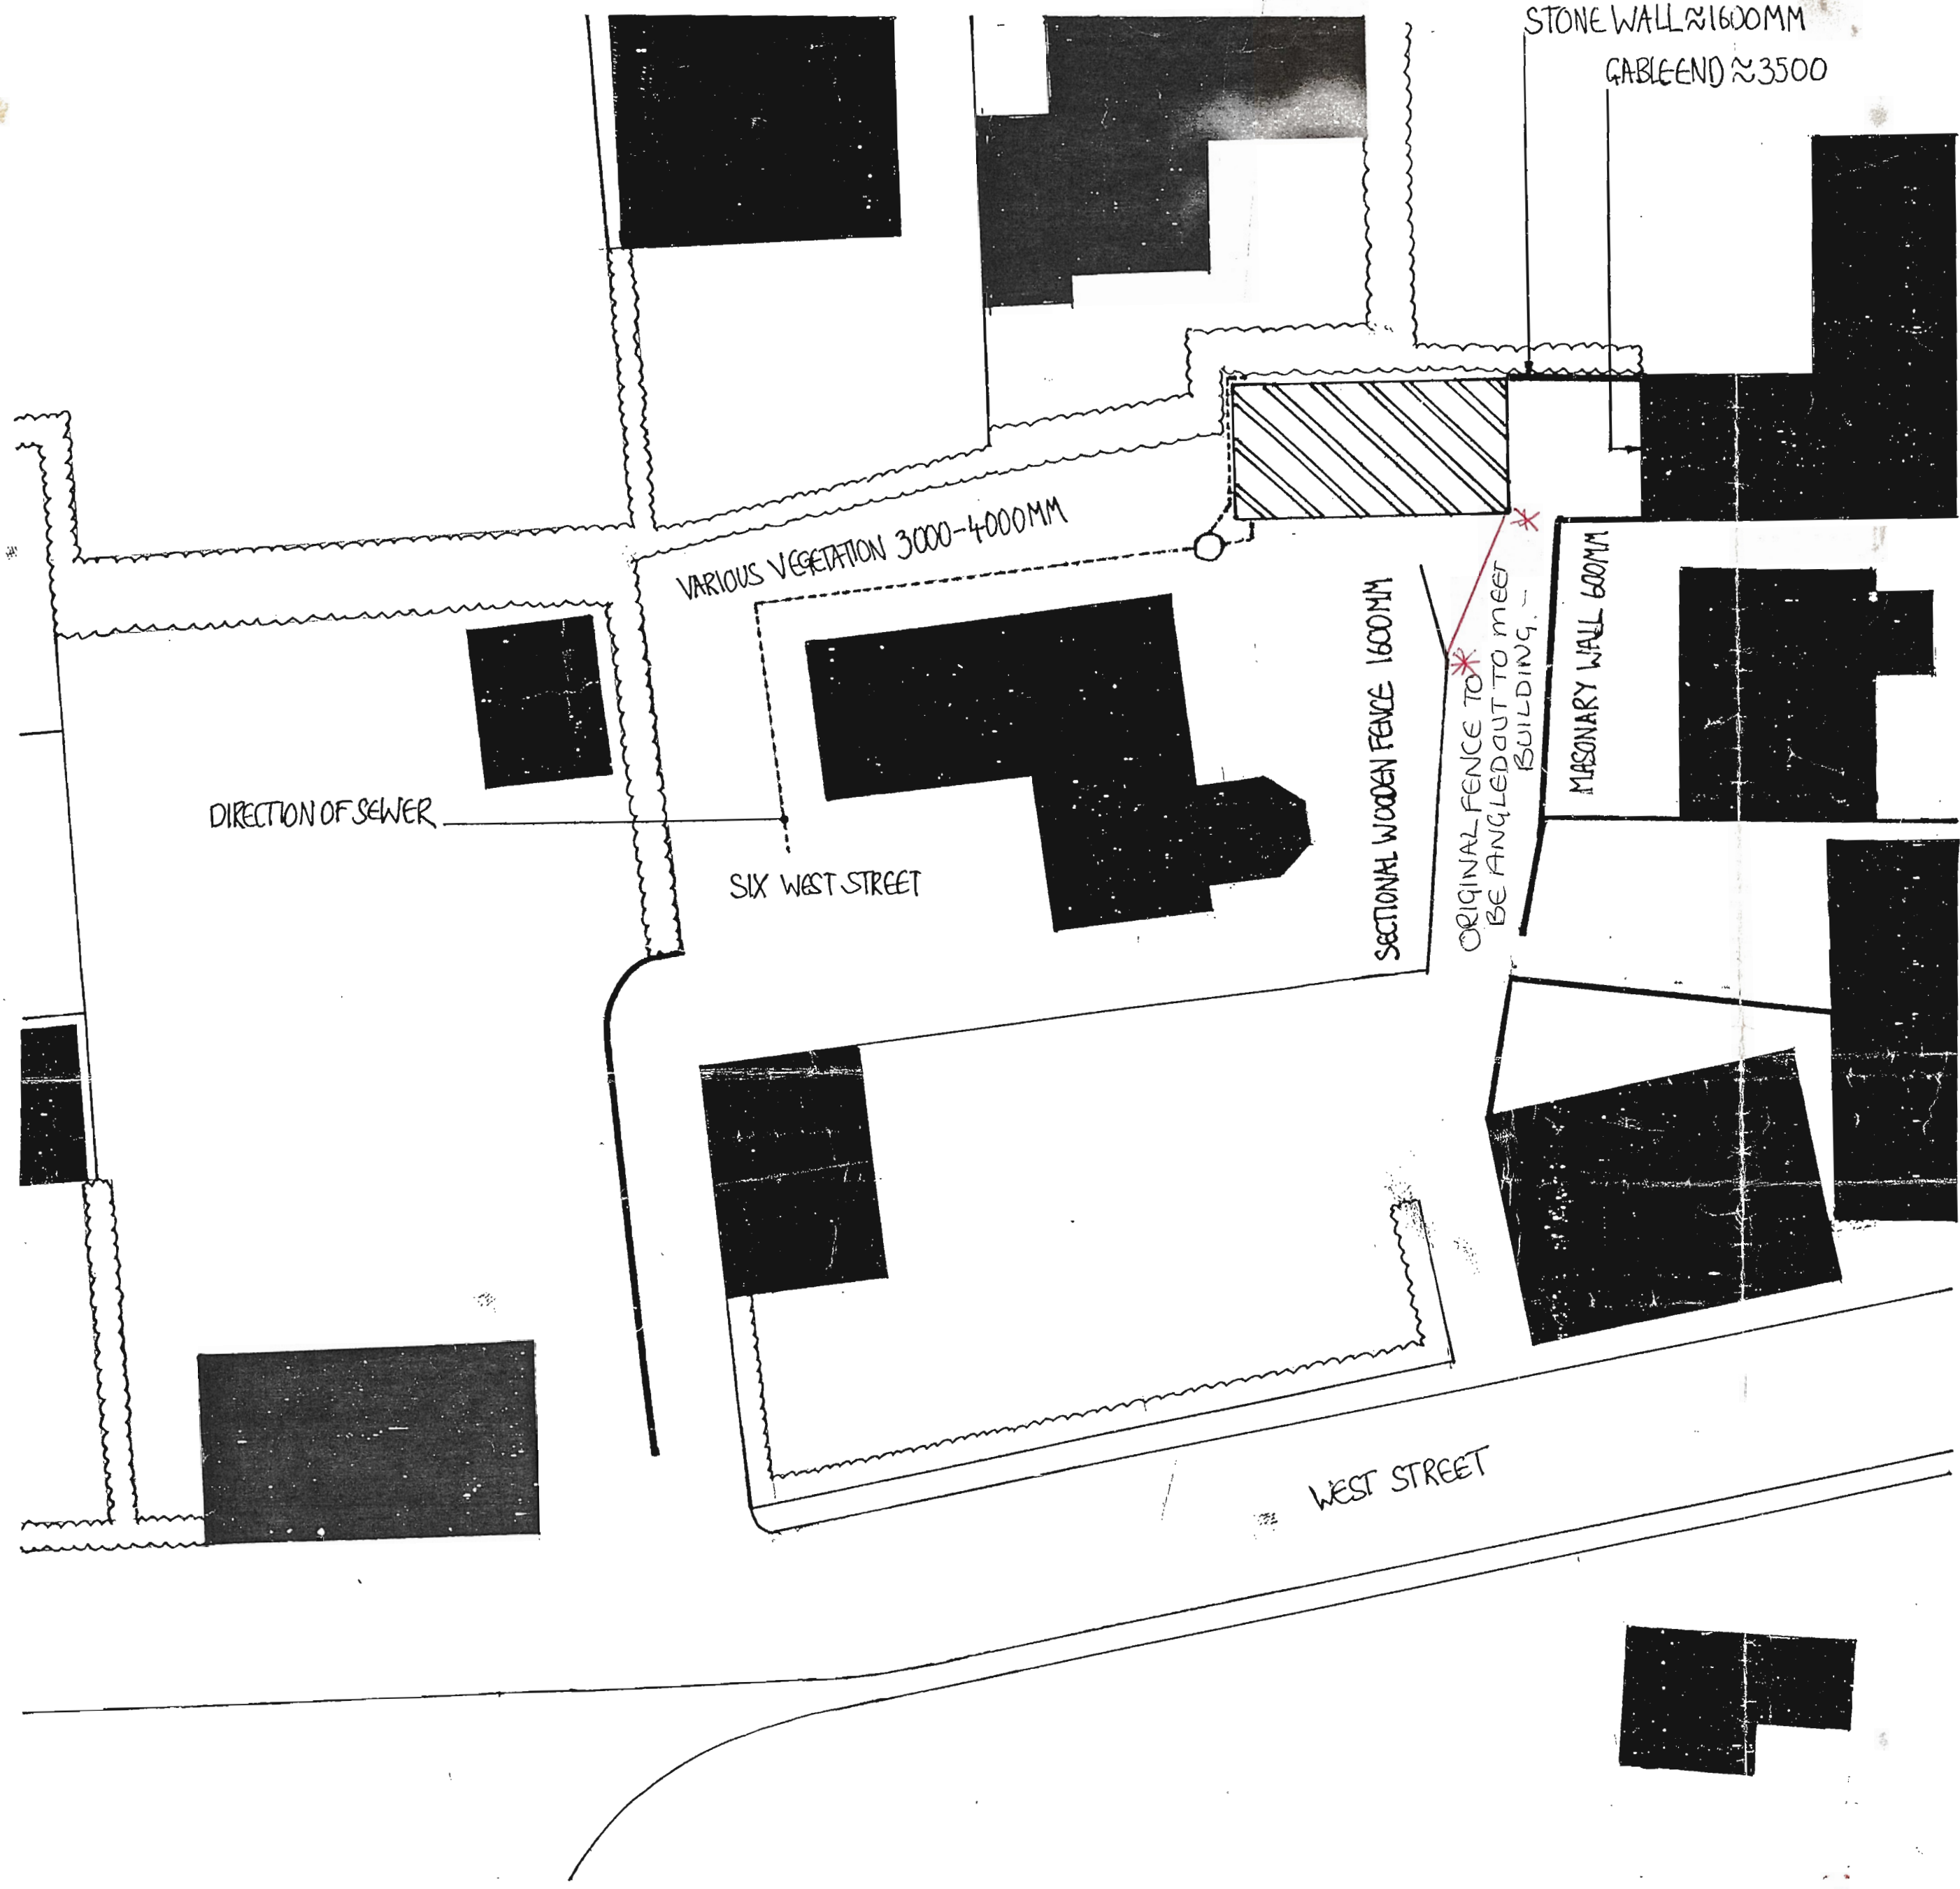 STONE WALL ≈ 1600MM
GABLE END ≈ 3500
VARIOUS VEGETATION 3000-4000MM
SECTIONAL WOODEN FENCE 1600MM
ORIGINAL FENCE TO
BE ANGLED OUT TO MEET
BUILDING. -
MASONARY WALL 600MM
DIRECTION OF SEWER
SIX WEST STREET
WEST STREET